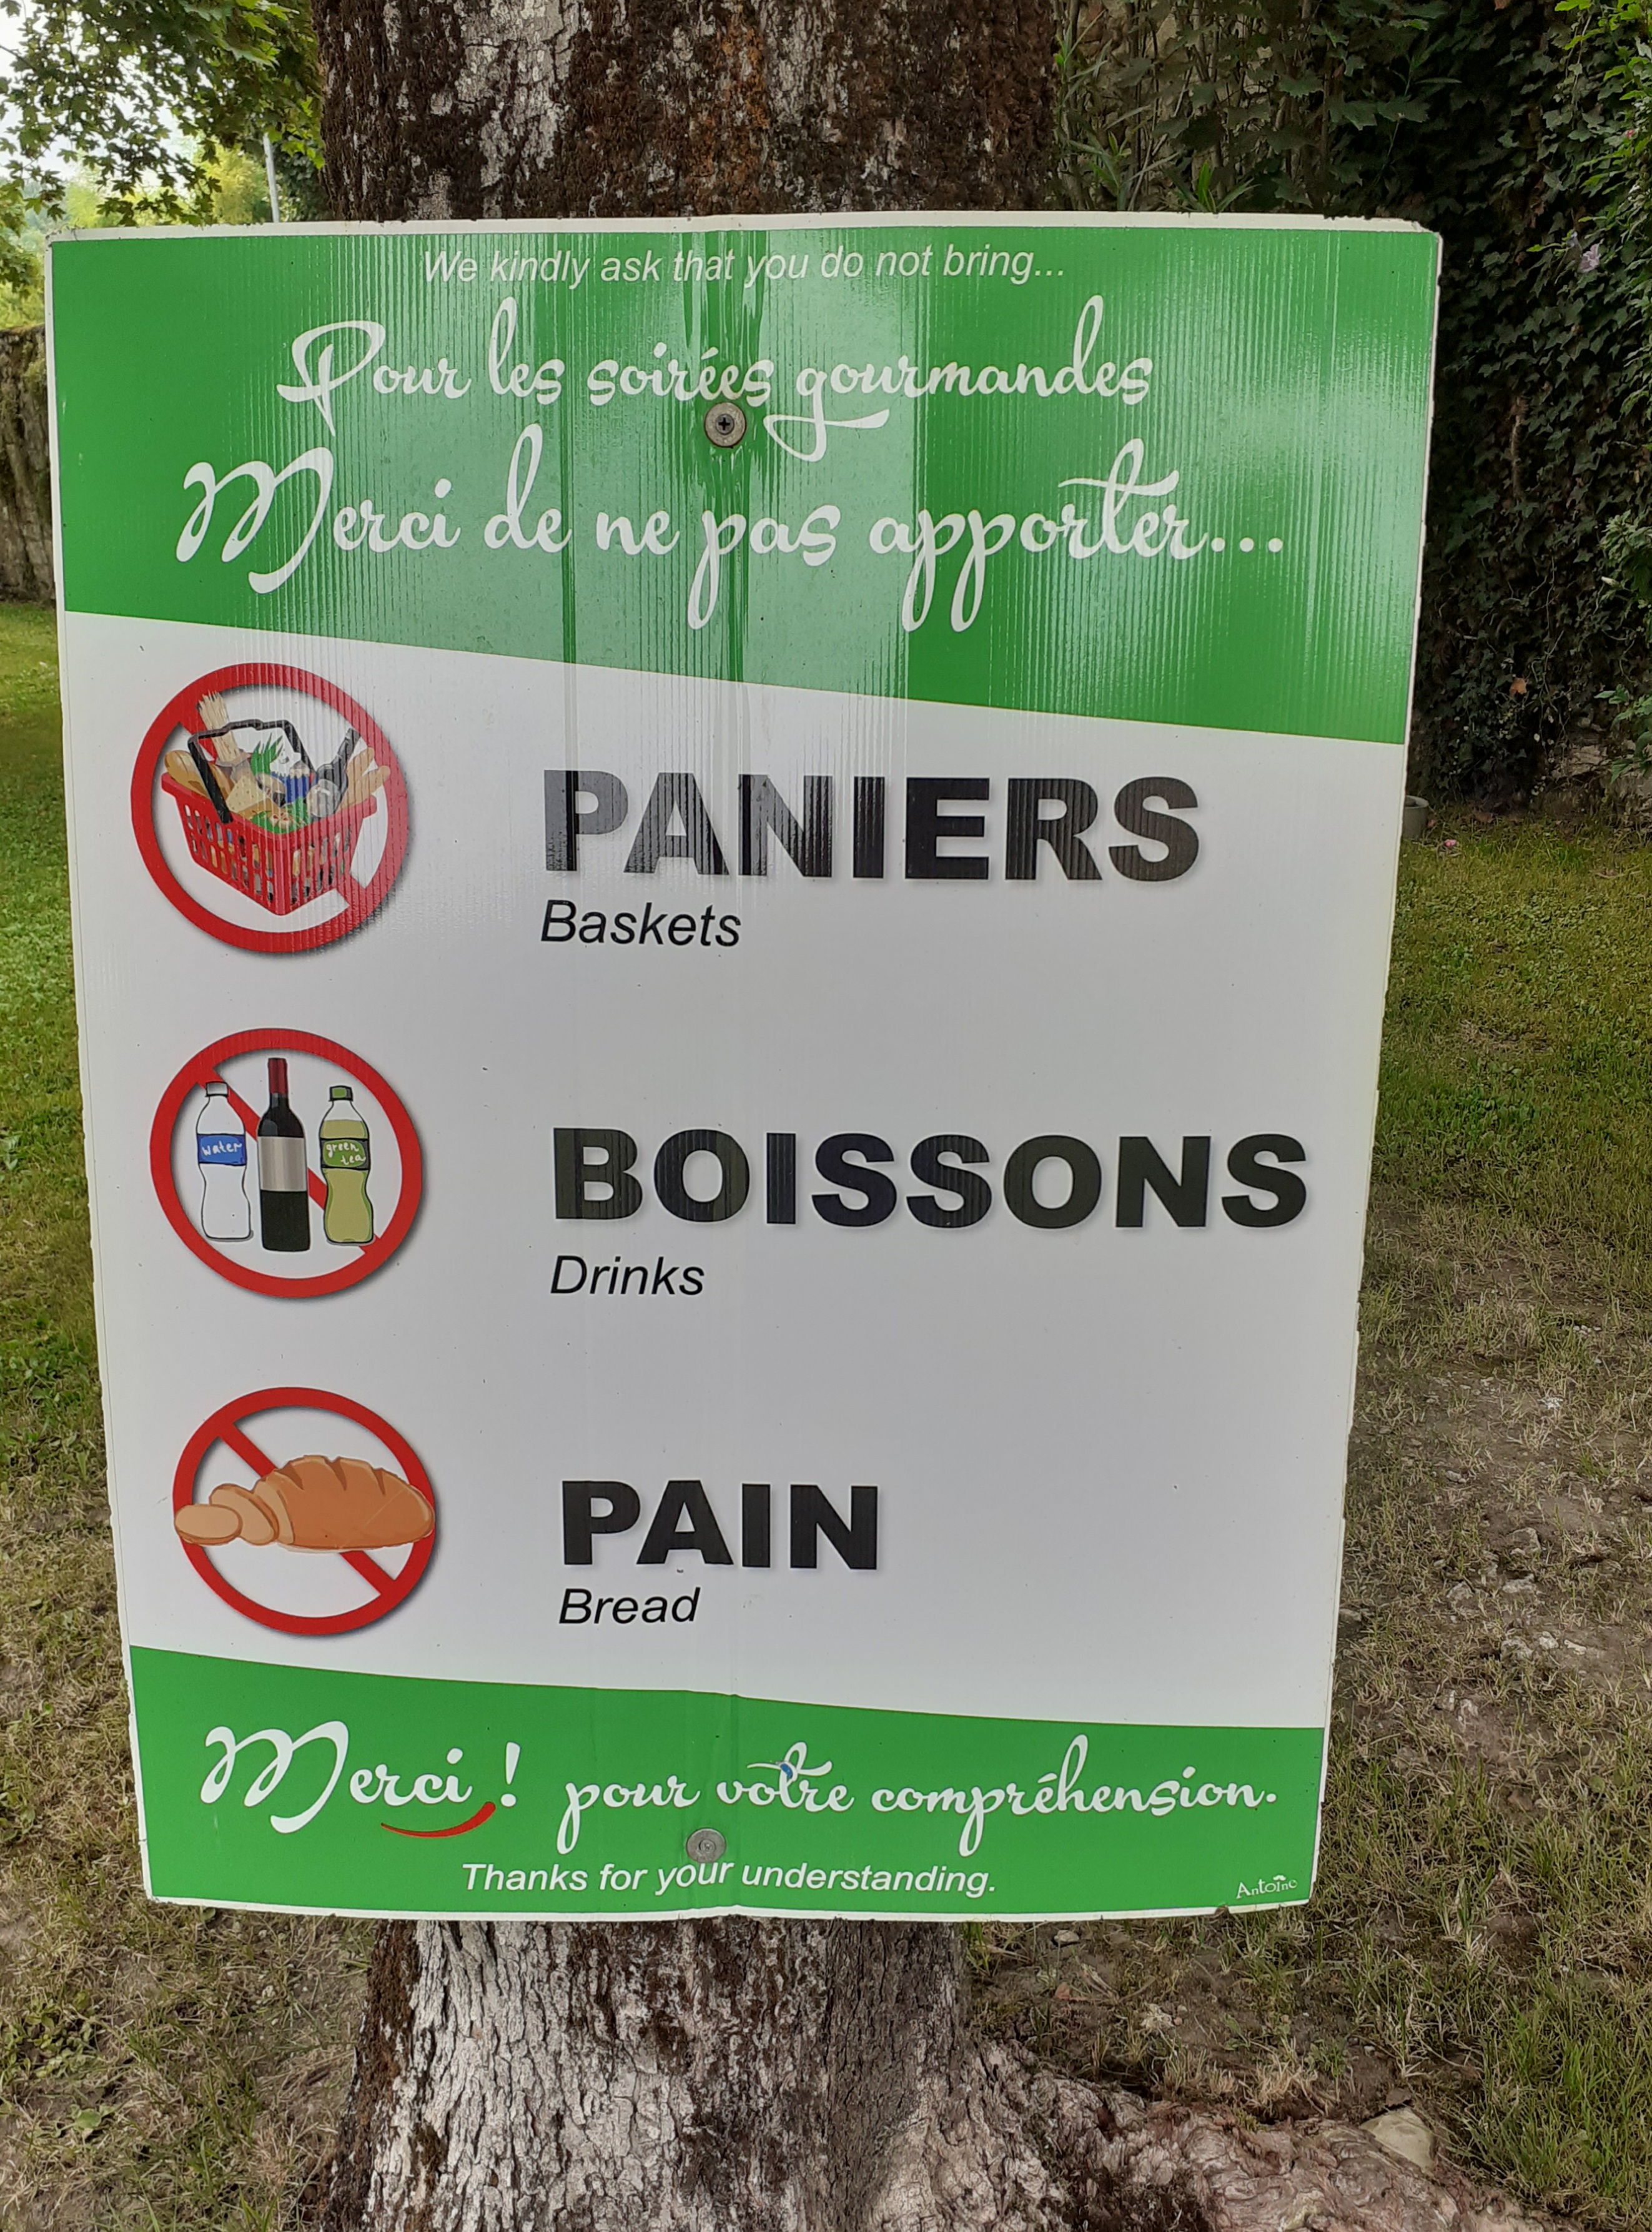 We kindly ask that you do not bring...
Pour les soirées gourmandes
Merci de ne pas apporter...
PANIERS
Baskets
water
green
tea
BOISSONS
Drinks
PAIN
Bread
Merci ! pour votre compréhension.
Thanks for your understanding.
Antoine